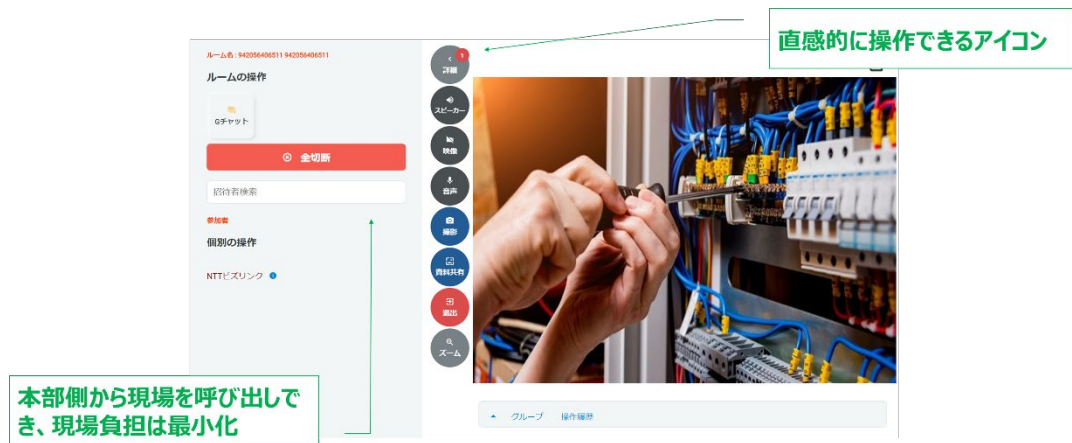 直感的に操作できるアイコン
ルーム名 : 942056406511 942056406511
ルームの操作
Gチャット
全切断
招待者検索
参加者
個別の操作
NTTビズリンク
1
詳細
スピーカー
映像
音声
撮影
資料共有
退出
ズーム
グループ 操作履歴
本部側から現場を呼び出しで
き、現場負担は最小化